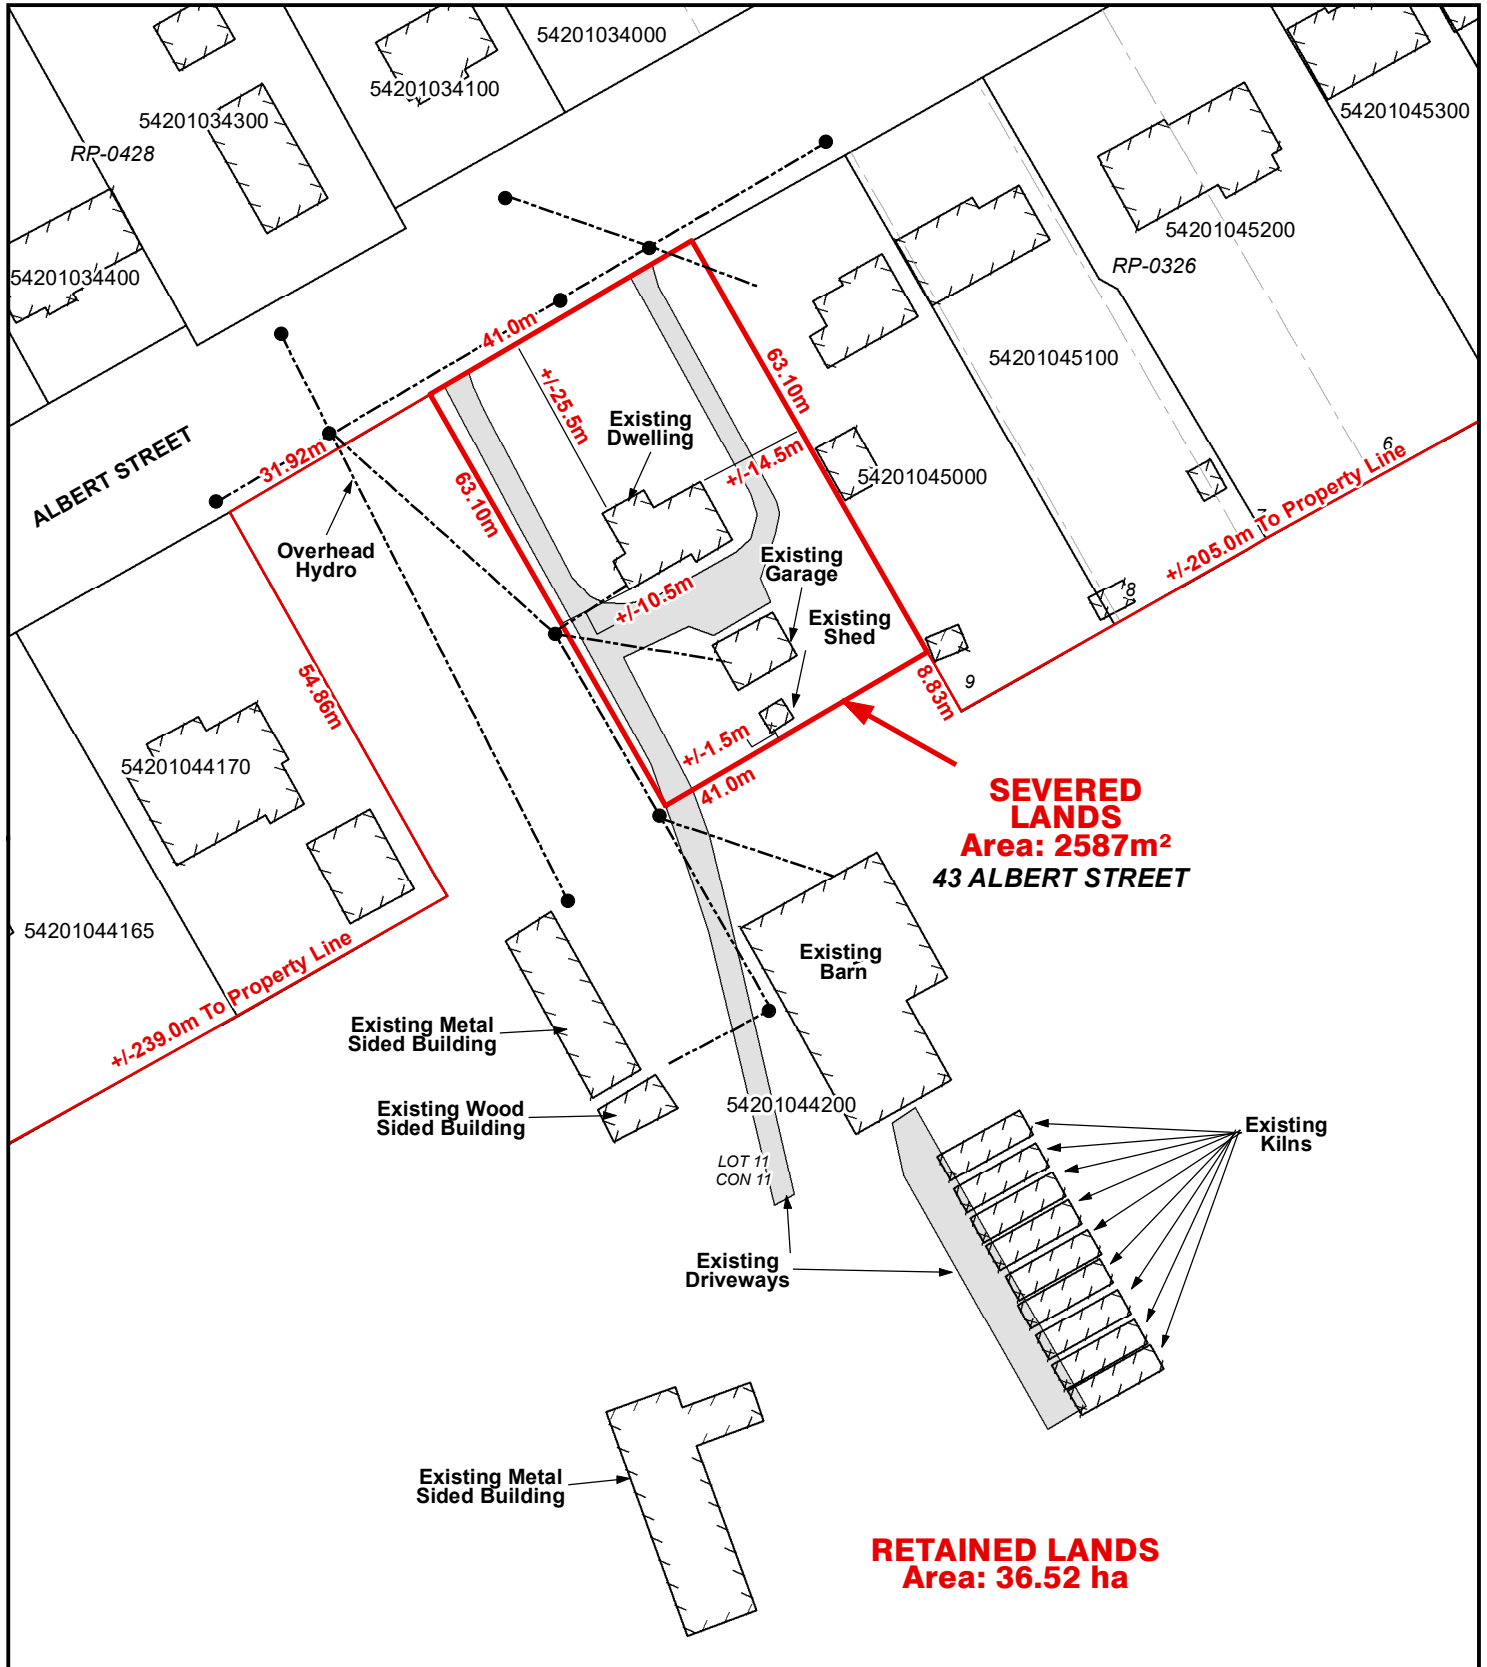 54201034000
54201034100
54201034300
RP-0428
54201034400
54201045300
54201045200
RP-0326
54201045100
54201045000
ALBERT STREET
31.92m
41.0m
63.10m
63.10m
+/-25.5m
+/-14.5m
+/-10.5m
Existing
Dwelling
Overhead
Hydro
Existing
Garage
Existing
Shed
6
7
8
9
+/-205.0m To Property Line
8.83m
54.86m
+/-1.5m
41.0m
54201044170
54201044165
+/-239.0m To Property Line
SEVERED
LANDS
Area: 2587m²
43 ALBERT STREET
Existing
Barn
Existing Metal
Sided Building
Existing Wood
Sided Building
54201044200
LOT 11
CON 11
Existing
Kilns
Existing
Driveways
Existing Metal
Sided Building
RETAINED LANDS
Area: 36.52 ha